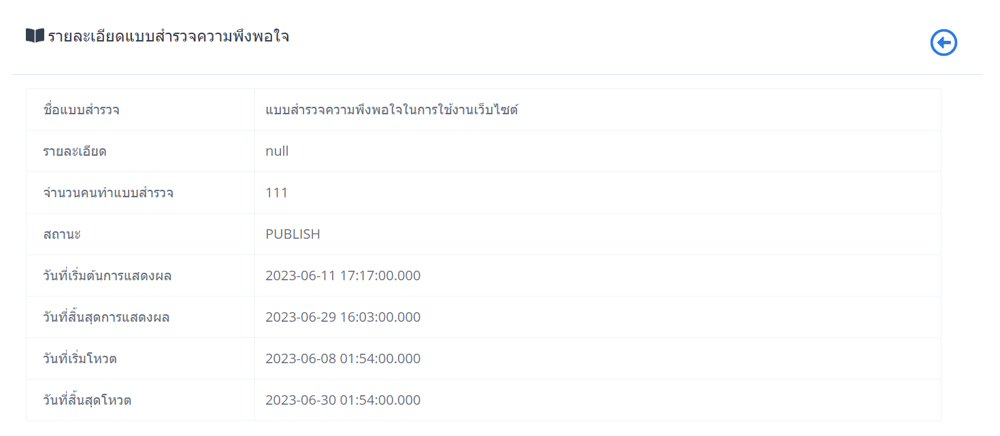 รายละเอียดแบบสำรวจความพึงพอใจ
ชื่อแบบสำรวจ แบบสำรวจความพึงพอใจในการใช้งานเว็บไซต์
รายละเอียด null
จำนวนคนทำแบบสำรวจ 111
สถานะ PUBLISH
วันที่เริ่มต้นการแสดงผล 2023-06-11 17:17:00.000
วันที่สิ้นสุดการแสดงผล 2023-06-29 16:03:00.000
วันที่เริ่มโหวต 2023-06-08 01:54:00.000
วันที่สิ้นสุดโหวต 2023-06-30 01:54:00.000